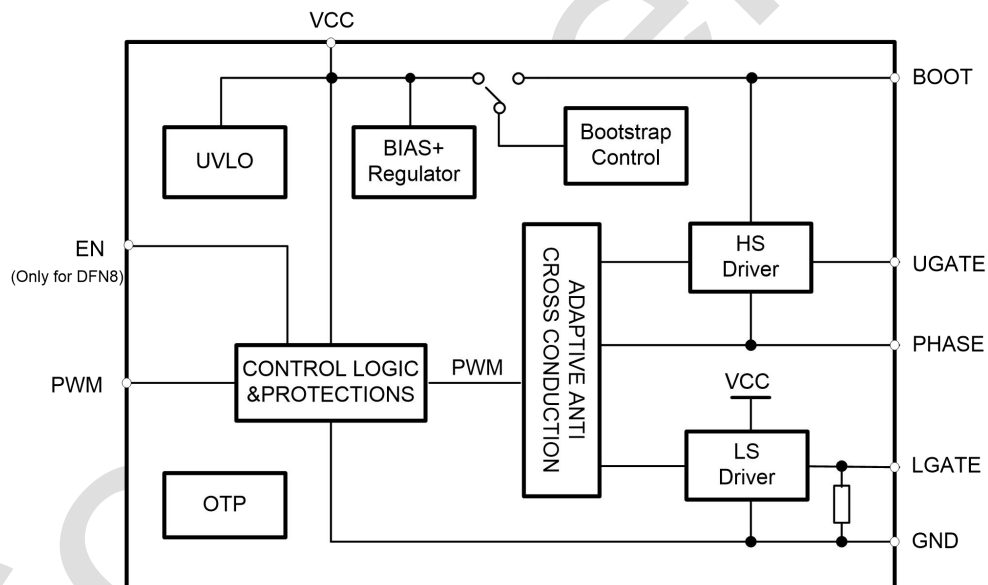 VCC
BOOT
UVLO
BIAS+
Regulator
Bootstrap
Control
EN
(Only for DFN8)
HS
Driver
UGATE
ADAPTIVE ANTI
CROSS CONDUCTION
PHASE
CONTROL LOGIC
&PROTECTIONS
PWM
PWM
VCC
LS
Driver
LGATE
OTP
GND